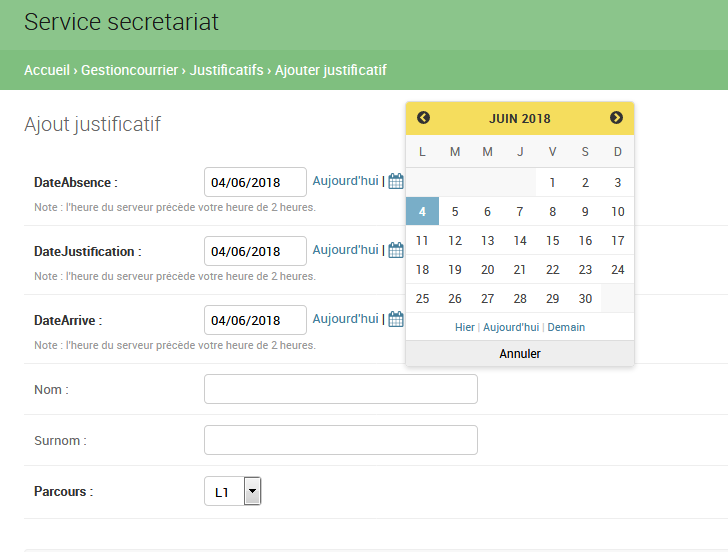 Service secretariat
Accueil › Gestioncourrier › Justificatifs › Ajouter justificatif
Ajout justificatif
DateAbsence :
04/06/2018
Aujourd'hui |
Note : l'heure du serveur précède votre heure de 2 heures.
DateJustification :
04/06/2018
Aujourd'hui |
Note : l'heure du serveur précède votre heure de 2 heures.
DateArrive :
04/06/2018
Aujourd'hui |
Note : l'heure du serveur précède votre heure de 2 heures.
Nom :
Surnom :
Parcours :
L1
JUIN 2018
L M M J V S D
1 2 3
4 5 6 7 8 9 10
11 12 13 14 15 16 17
18 19 20 21 22 23 24
25 26 27 28 29 30
Hier | Aujourd'hui | Demain
Annuler